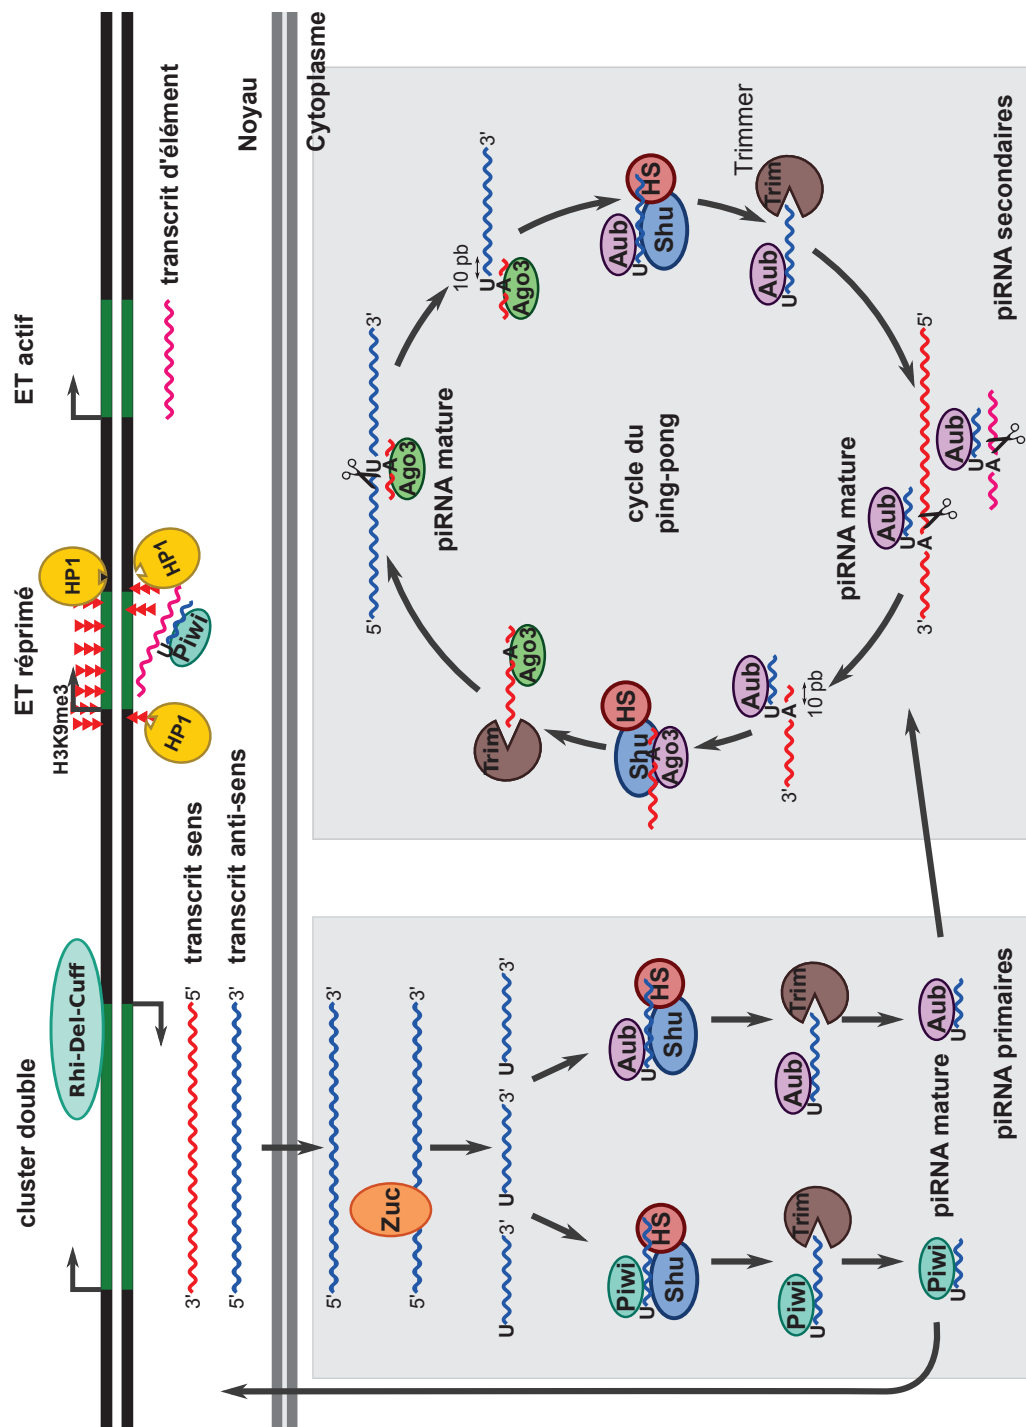 cluster double
ET réprimé
ET actif
Rhi-Del-Cuff
H3K9me3
HP1
HP1
HP1
U
Piwi
transcrit d'élément
3'
5'
transcrit sens
5'
3'
transcrit anti-sens
Noyau
Cytoplasme
5'
3'
Zuc
5'
3'
U
3'
U
3'
U
3'
Piwi
U
HS
Shu
Aub
U
HS
Shu
Piwi
U
Trim
Aub
U
Trim
Piwi
U
piRNA mature
Aub
U
piRNA primaires
5'
3'
U
A
Ago3
piRNA mature
10 pb
3'
U
A
Ago3
Aub
U
HS
Shu
Trimmer
Aub
U
Trim
cycle du
ping-pong
piRNA mature
Aub
U
A
3'
5'
Aub
U
A
Aub
U
A
3'
10 pb
Shu
HS
A
Ago3
Trim
A
Ago3
piRNA secondaires